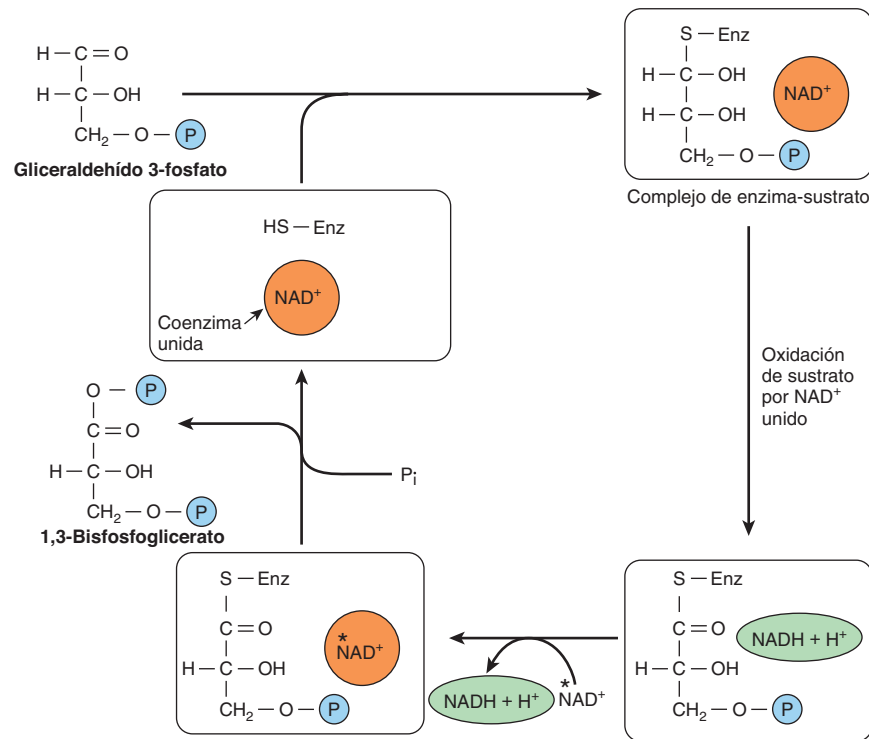 H—C=O
H—C—OH
CH₂—O—P
Gliceraldehído 3-fosfato
S—Enz
H—C—OH
H—C—OH
CH₂—O—P
NAD⁺
Complejo de enzima-sustrato
HS—Enz
NAD⁺
Coenzima
unida
Oxidación
de sustrato
por NAD⁺
unido
O—P
C=O
H—C—OH
CH₂—O—P
1,3-Bisfosfoglicerato
Pi
S—Enz
C=O
H—C—OH
CH₂—O—P
*
NAD⁺
NADH + H⁺
*
NAD⁺
S—Enz
C=O
H—C—OH
CH₂—O—P
NADH + H⁺